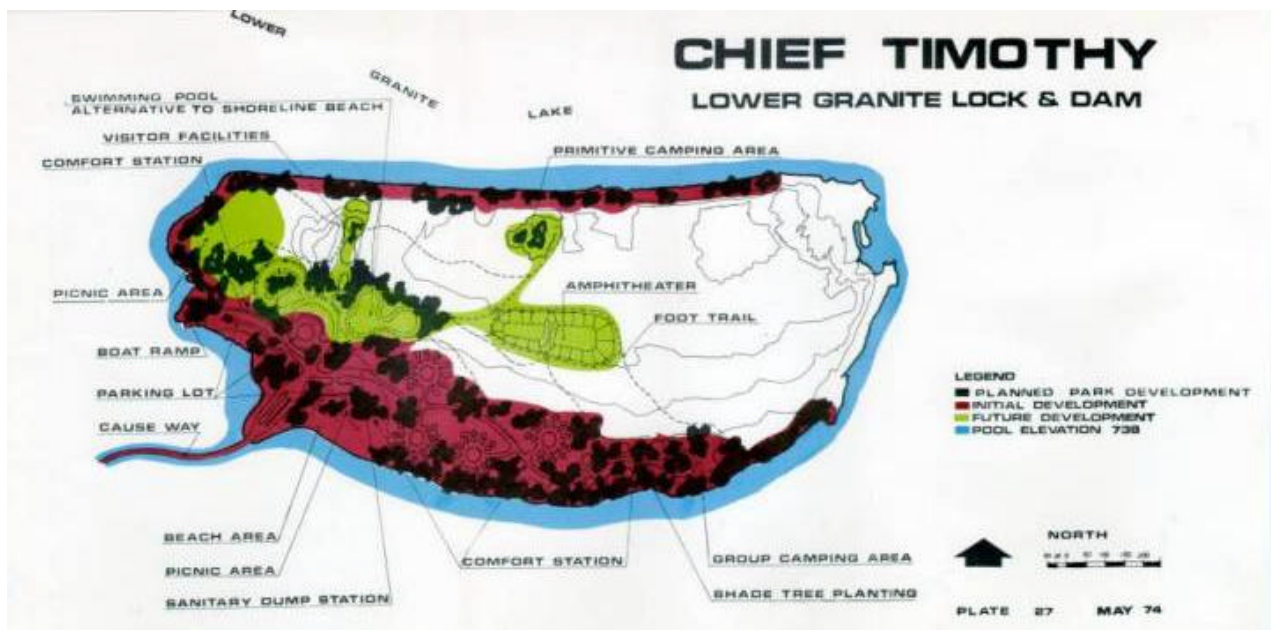 LOWER
GRANITE
LAKE
CHIEF TIMOTHY
LOWER GRANITE LOCK & DAM
SWIMMING POOL
ALTERNATIVE TO SHORELINE BEACH
VISITOR FACILITIES
COMFORT STATION
PRIMITIVE CAMPING AREA
PICNIC AREA
AMPHITHEATER
FOOT TRAIL
BOAT RAMP
PARKING LOT
CAUSE WAY
LEGEND
PLANNED PARK DEVELOPMENT
INITIAL DEVELOPMENT
FUTURE DEVELOPMENT
POOL ELEVATION 738
BEACH AREA
PICNIC AREA
SANITARY DUMP STATION
COMFORT STATION
GROUP CAMPING AREA
SHADE TREE PLANTING
NORTH
PLATE 27 MAY 74